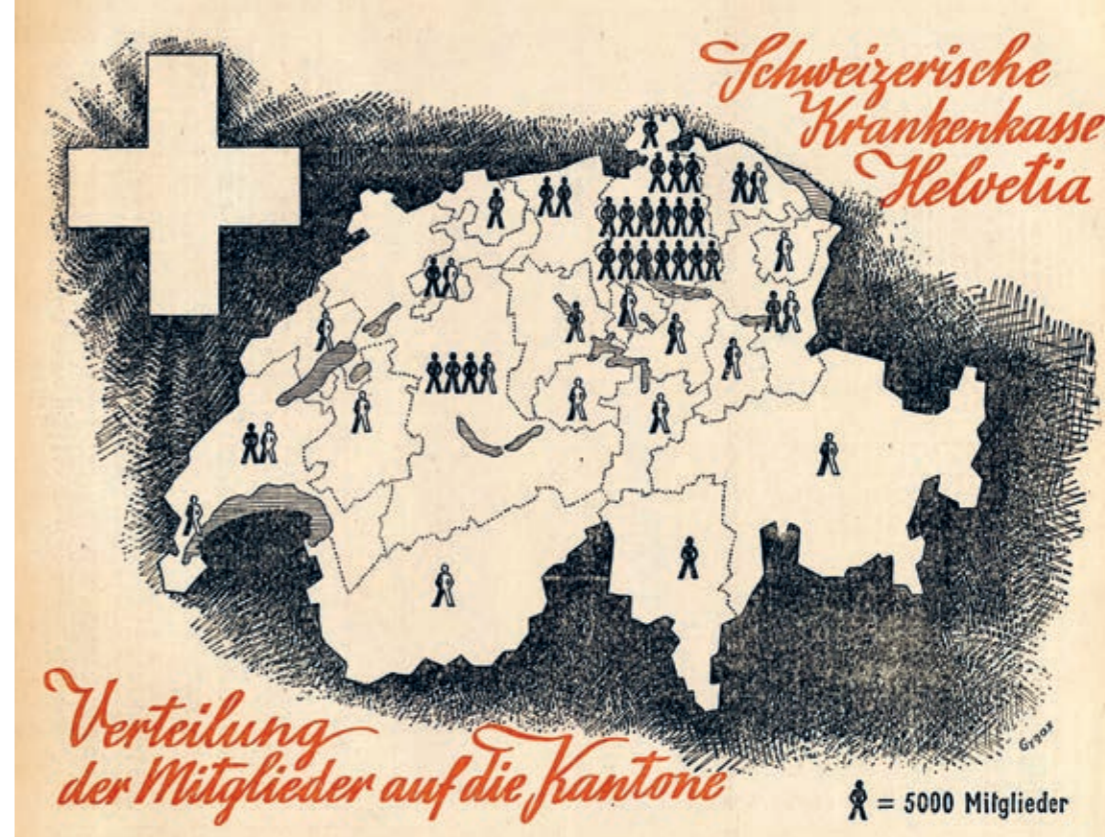 Schweizerische
Krankenkasse
Helvetia
Verteilung
der Mitglieder auf die Kantone
Gygax
= 5000 Mitglieder